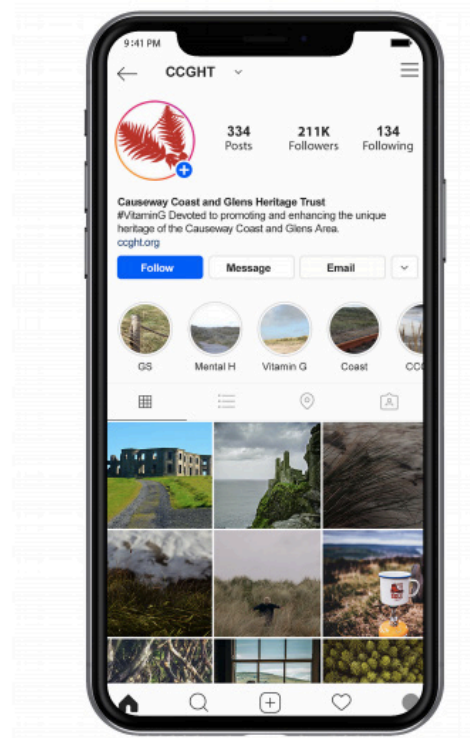 9:41 PM
CCGHT
334
211K
134
Posts
Followers
Following
Causeway Coast and Glens Heritage Trust
#VitaminG Devoted to promoting and enhancing the unique
heritage of the Causeway Coast and Glens Area.
ccght.org
Follow
Message
Email
GS
Mental H
Vitamin G
Coast